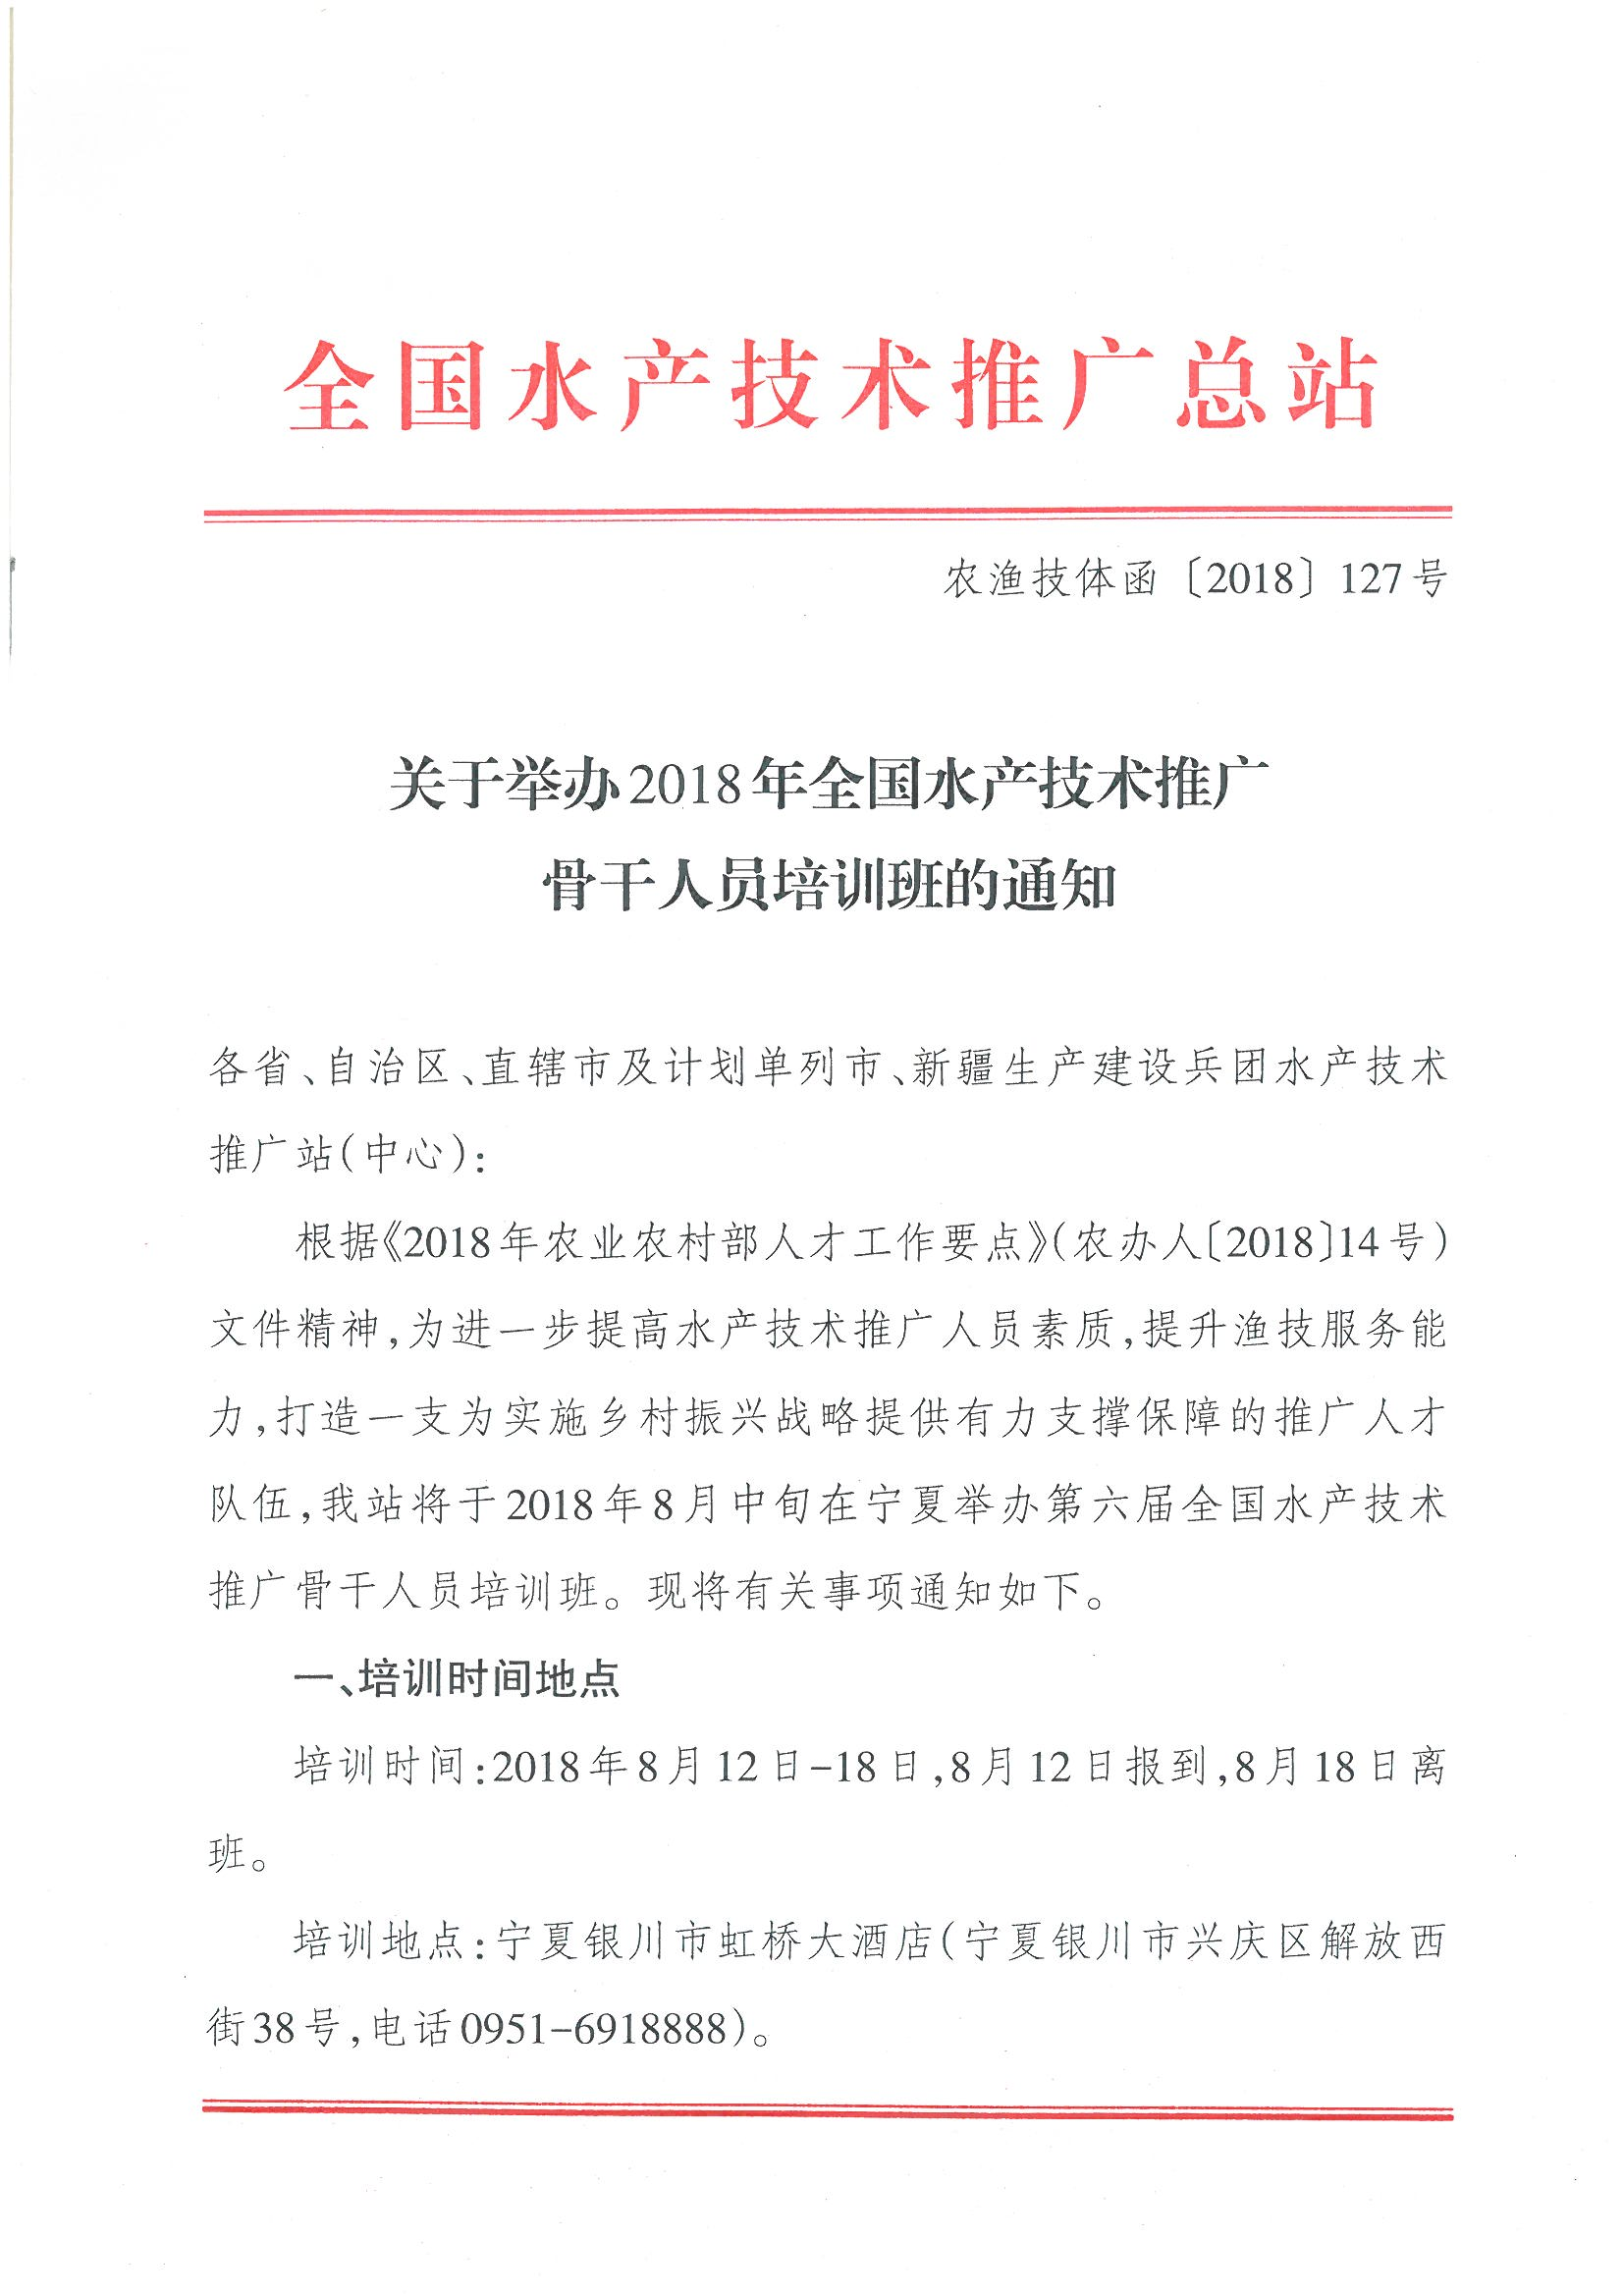 全国水产技术推广总站
农渔技体函〔2018〕127号
关于举办2018年全国水产技术推广
骨干人员培训班的通知
各省、自治区、直辖市及计划单列市、新疆生产建设兵团水产技术
推广站(中心):
根据《2018年农业农村部人才工作要点》(农办人〔2018〕14号)
文件精神,为进一步提高水产技术推广人员素质,提升渔技服务能
力,打造一支为实施乡村振兴战略提供有力支撑保障的推广人才
队伍,我站将于2018年8月中旬在宁夏举办第六届全国水产技术
推广骨干人员培训班。现将有关事项通知如下。
一、培训时间地点
培训时间:2018年8月12日-18日,8月12日报到,8月18日离
班。
培训地点:宁夏银川市虹桥大酒店(宁夏银川市兴庆区解放西
街38号,电话0951-6918888)。